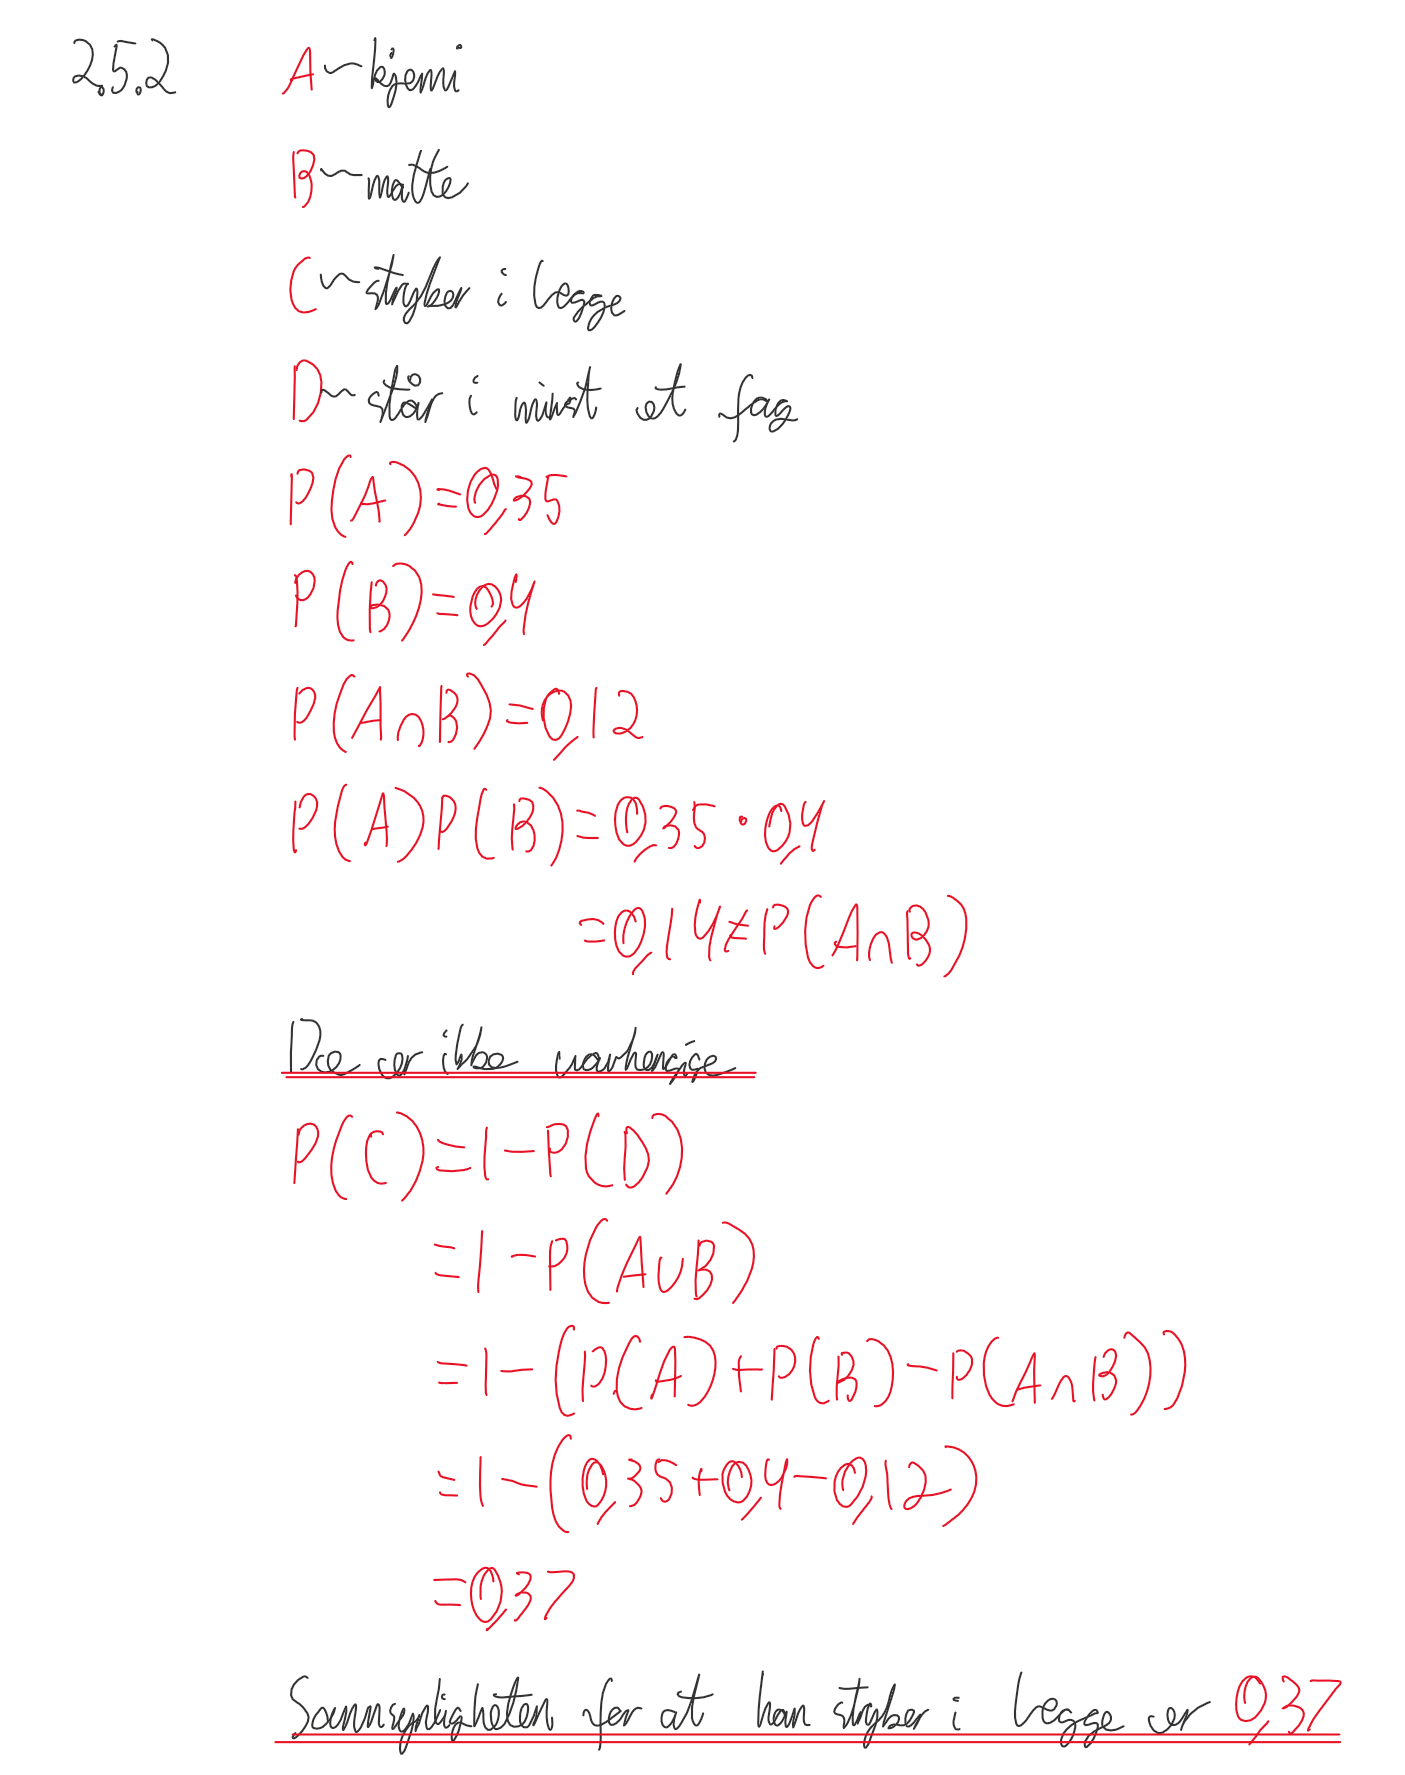 2.5.2 A~kjemi
B~matte
C~stryker i begge
D~står i minst et fag
P(A)=0,35
P(B)=0,4
P(A∩B)=0,12
P(A)P(B)=0,35·0,4
=0,14≠P(A∩B)
De er ikke uavhengige
P(C)=1-P(D)
=1-P(A∪B)
=1-(P(A)+P(B)-P(A∩B))
=1-(0,35+0,4-0,12)
=0,37
Sannsynligheten for at han stryker i begge er 0,37